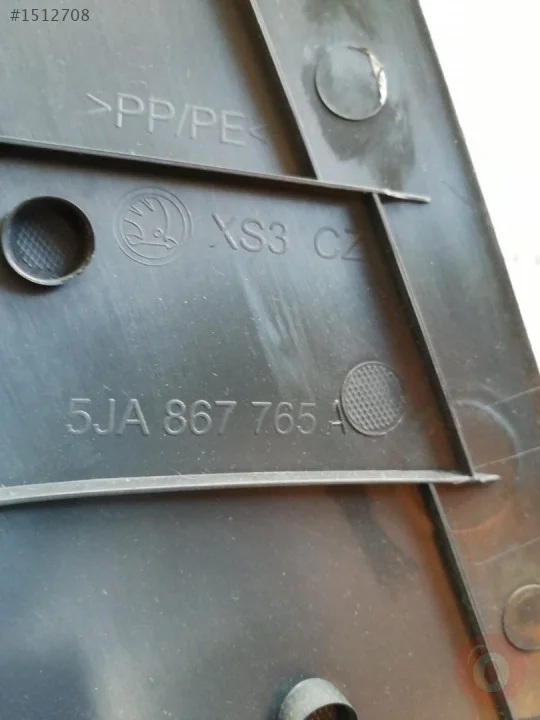 #1512708
>PP/PE<
XS3 CZ
5JA 867 765 A